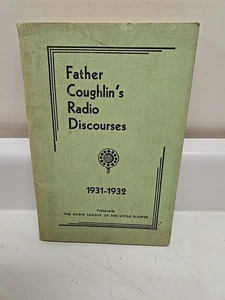 Father
Coughlin's
Radio
Discourses
1931-1932
Published By
THE RADIO LEAGUE OF THE LITTLE FLOWER